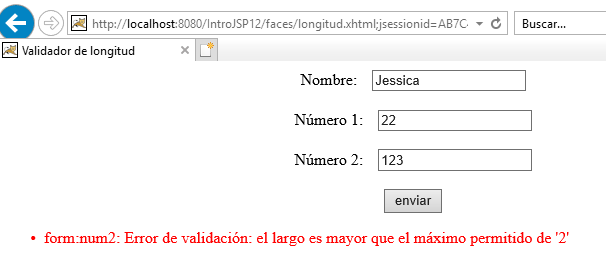 http://localhost:8080/IntroJSP12/faces/longitud.xhtml;jsessionid=AB7C
Buscar...
Validador de longitud
Nombre: Jessica
Número 1: 22
Número 2: 123
enviar
• form:num2: Error de validación: el largo es mayor que el máximo permitido de '2'